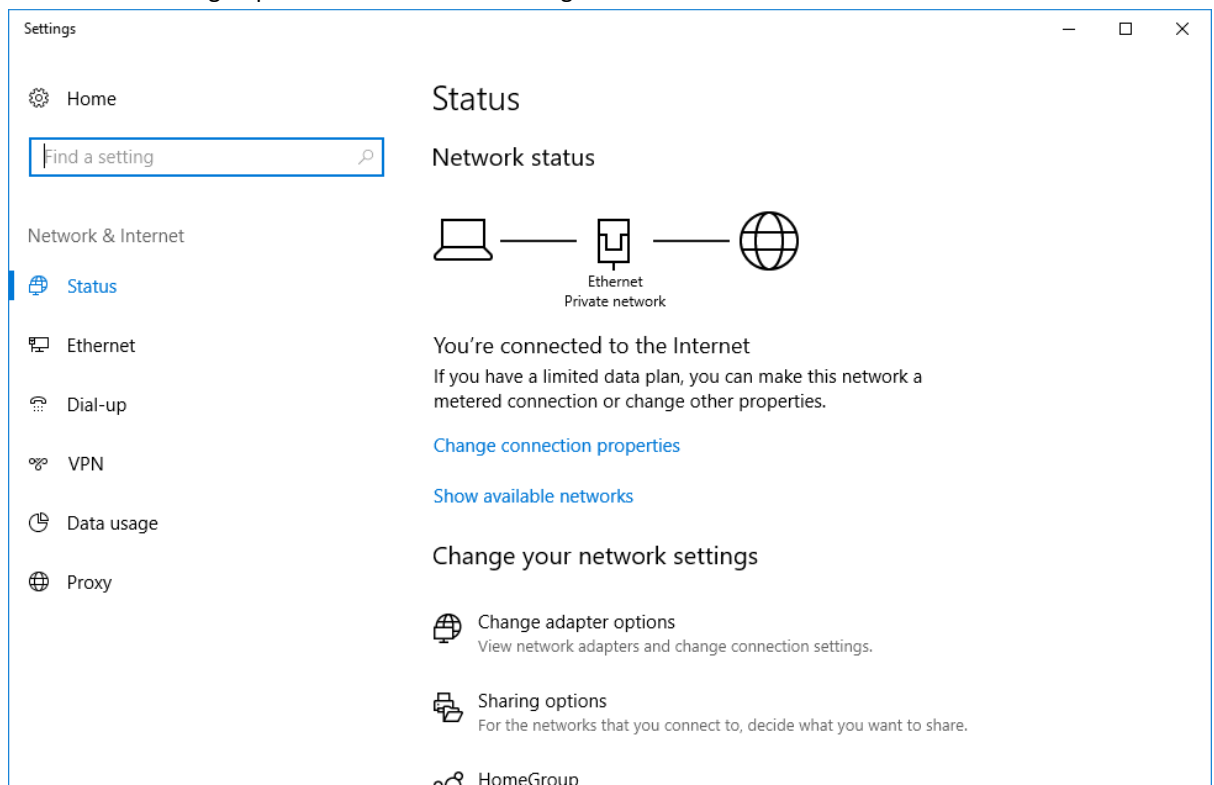 Settings
Home
Find a setting
Network & Internet
Status
Ethernet
Dial-up
VPN
Data usage
Proxy
Status
Network status
Ethernet
Private network
You're connected to the Internet
If you have a limited data plan, you can make this network a
metered connection or change other properties.
Change connection properties
Show available networks
Change your network settings
Change adapter options
View network adapters and change connection settings.
Sharing options
For the networks that you connect to, decide what you want to share.
HomeGroup